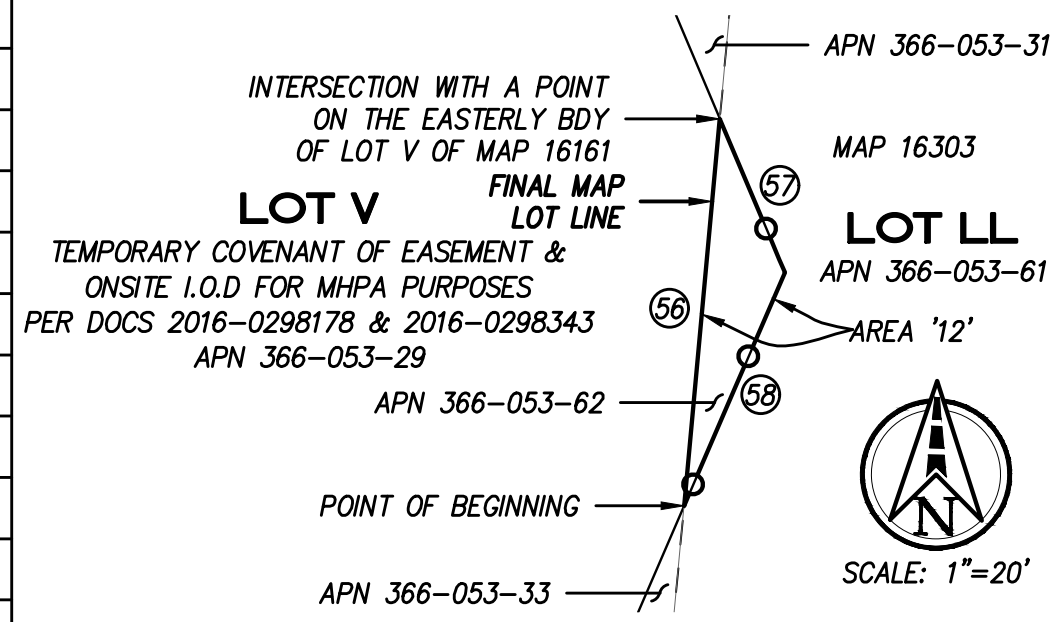 APN 366-053-31
INTERSECTION WITH A POINT
ON THE EASTERLY BDY
OF LOT V OF MAP 16161
MAP 16303
FINAL MAP
LOT LINE
57
LOT V
TEMPORARY COVENANT OF EASEMENT &
ONSITE I.O.D FOR MHPA PURPOSES
PER DOCS 2016-0298178 & 2016-0298343
APN 366-053-29
LOT LL
APN 366-053-61
56
AREA '12'
APN 366-053-62
58
POINT OF BEGINNING
N
SCALE: 1"=20'
APN 366-053-33